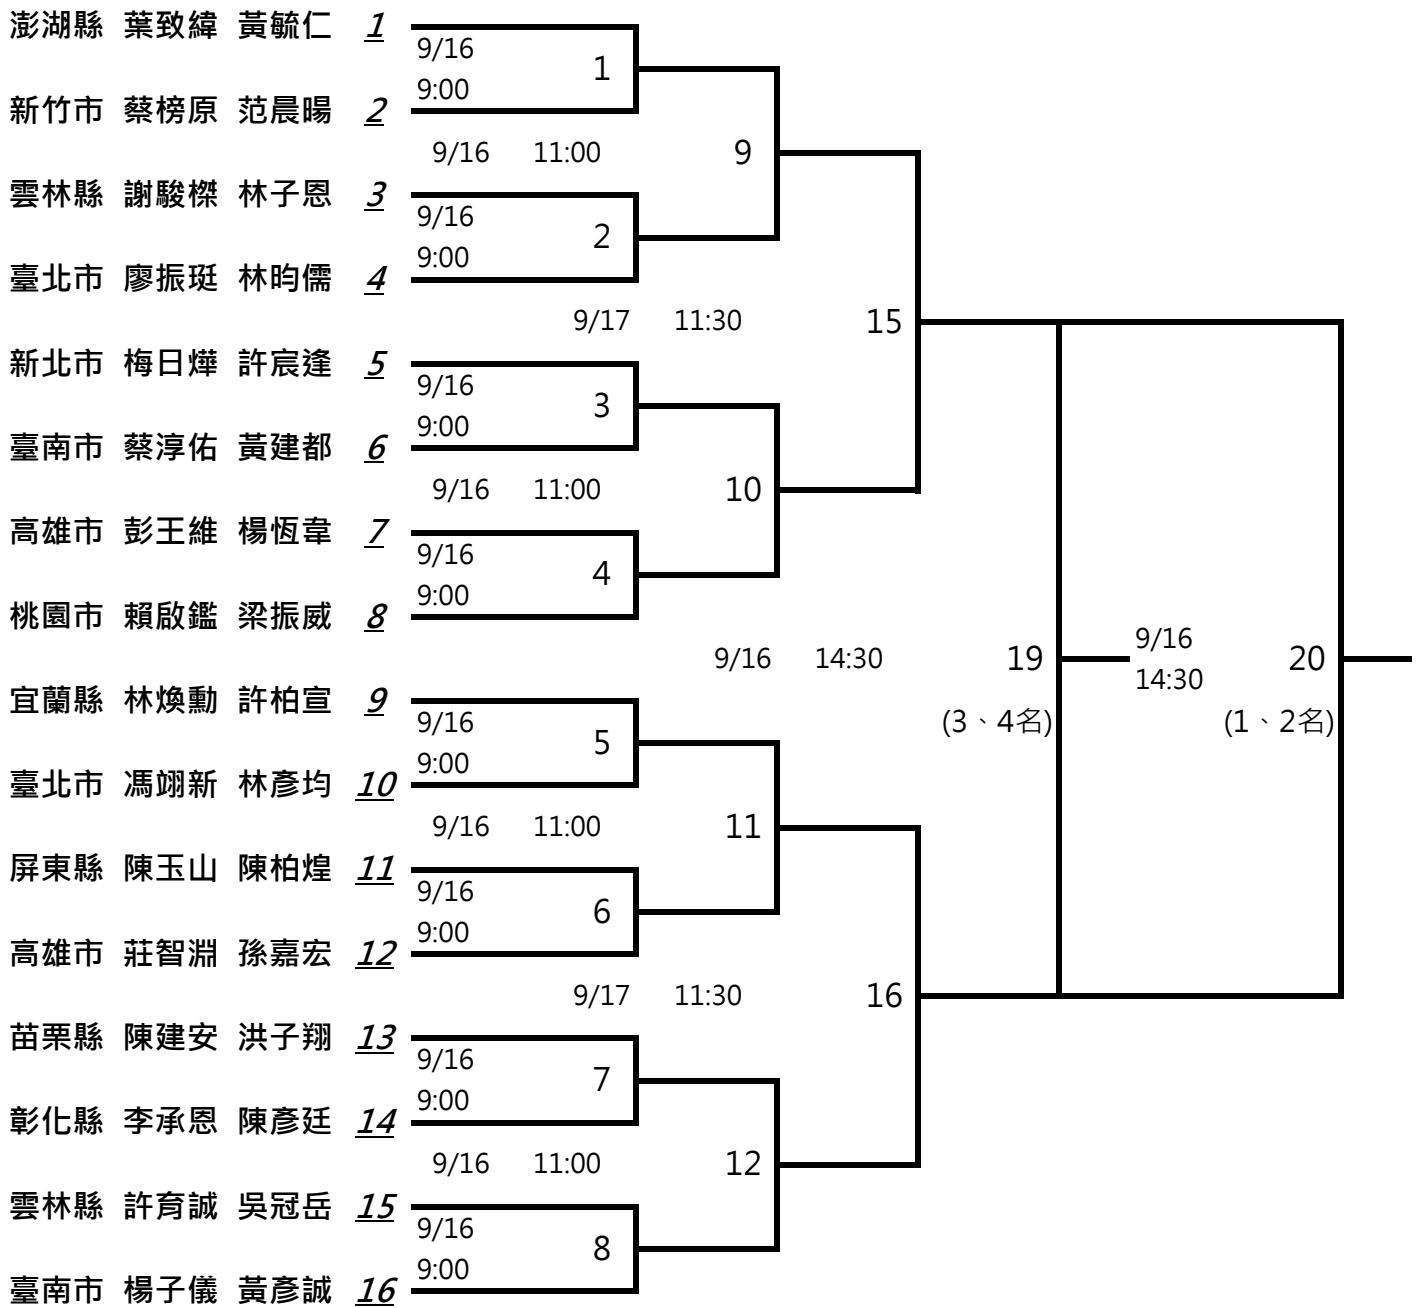 澎湖縣 葉致緯 黃毓仁 1
9/16
9:00
1
新竹市 蔡榜原 范晨暘 2
9/16 11:00 9
雲林縣 謝駿榤 林子恩 3
9/16
9:00
2
臺北市 廖振珽 林昀儒 4
9/17 11:30 15
新北市 梅日燁 許宸逢 5
9/16
9:00
3
臺南市 蔡淳佑 黃建都 6
9/16 11:00 10
高雄市 彭王維 楊恆韋 7
9/16
9:00
4
桃園市 賴啟鑑 梁振威 8
9/16 14:30 19
(3、4名)
9/16
14:30
20
(1、2名)
宜蘭縣 林煥勳 許柏宣 9
9/16
9:00
5
臺北市 馮翊新 林彥均 10
9/16 11:00 11
屏東縣 陳玉山 陳柏煌 11
9/16
9:00
6
高雄市 莊智淵 孫嘉宏 12
9/17 11:30 16
苗栗縣 陳建安 洪子翔 13
9/16
9:00
7
彰化縣 李承恩 陳彥廷 14
9/16 11:00 12
雲林縣 許育誠 吳冠岳 15
9/16
9:00
8
臺南市 楊子儀 黃彥誠 16